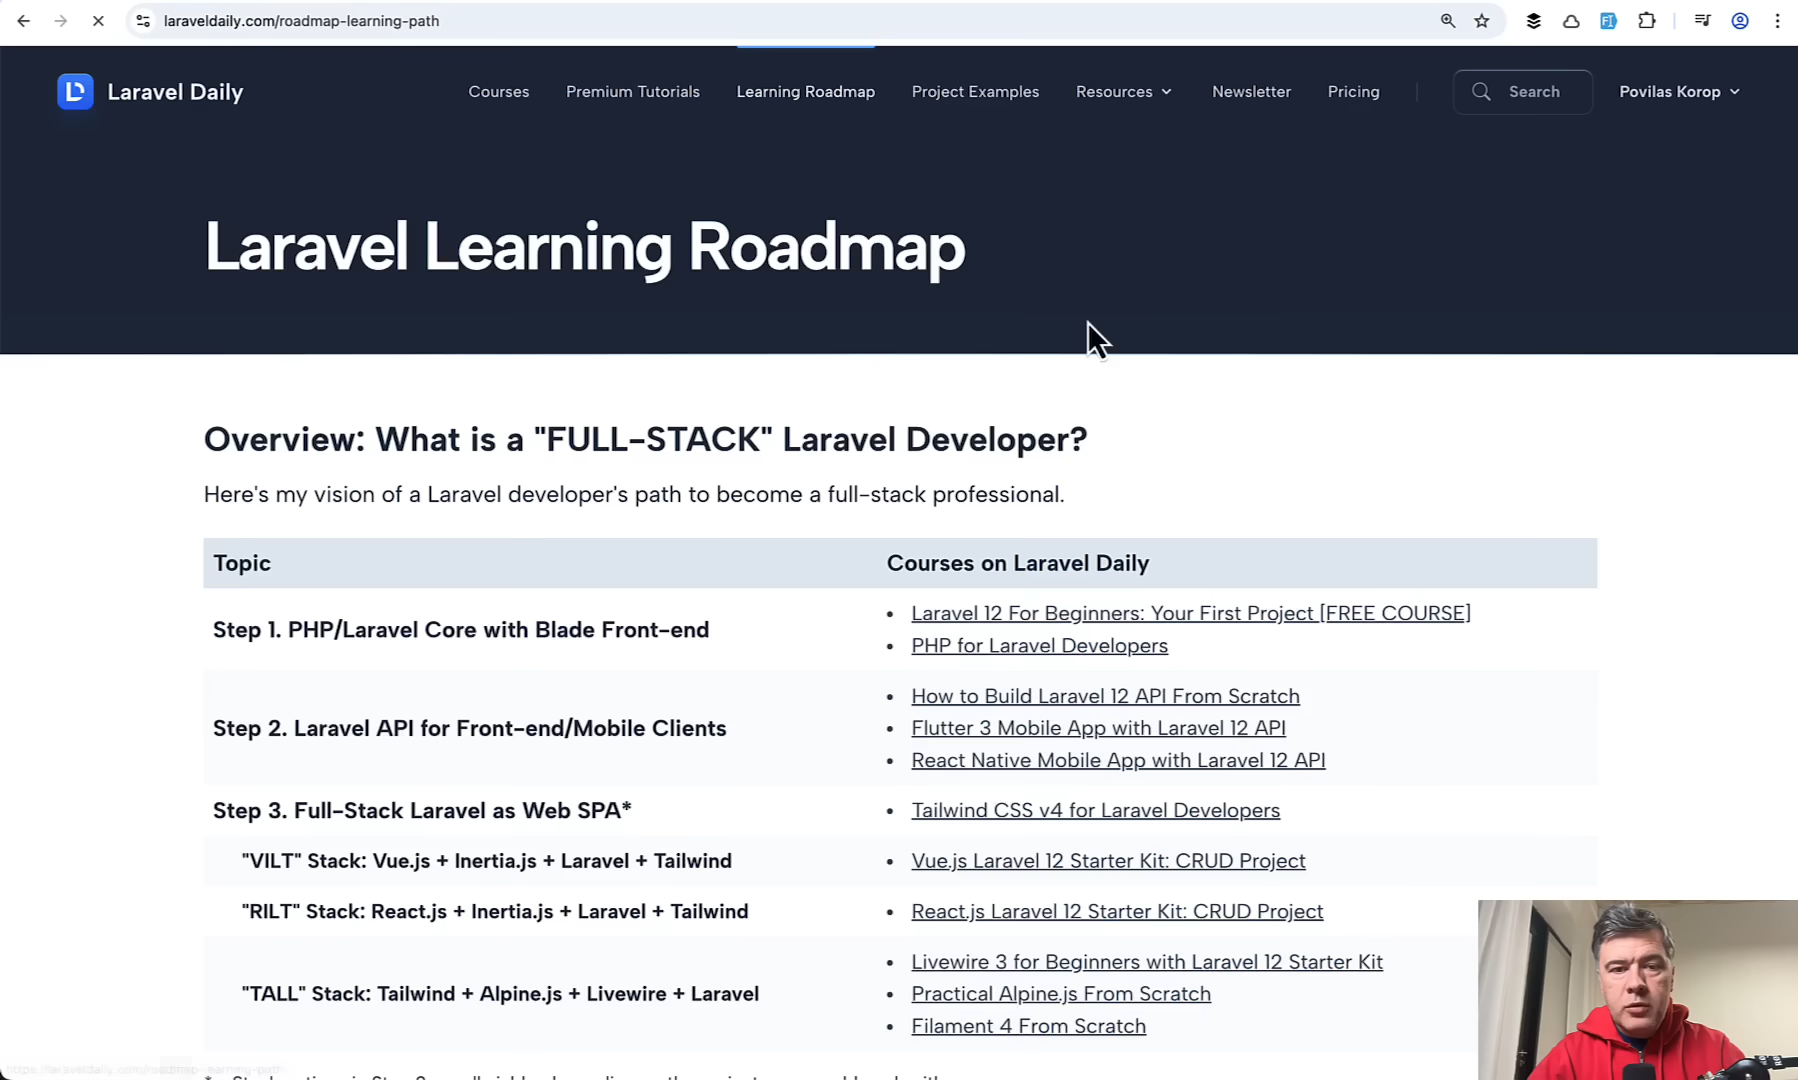 laraveldaily.com/roadmap-learning-path
Laravel Daily
Courses
Premium Tutorials
Learning Roadmap
Project Examples
Resources
Newsletter
Pricing
Search
Povilas Korop
Laravel Learning Roadmap
Overview: What is a "FULL-STACK" Laravel Developer?
Here's my vision of a Laravel developer's path to become a full-stack professional.
Topic
Courses on Laravel Daily
Step 1. PHP/Laravel Core with Blade Front-end
• Laravel 12 For Beginners: Your First Project [FREE COURSE]
• PHP for Laravel Developers
Step 2. Laravel API for Front-end/Mobile Clients
• How to Build Laravel 12 API From Scratch
• Flutter 3 Mobile App with Laravel 12 API
• React Native Mobile App with Laravel 12 API
Step 3. Full-Stack Laravel as Web SPA*
• Tailwind CSS v4 for Laravel Developers
"VILT" Stack: Vue.js + Inertia.js + Laravel + Tailwind
• Vue.js Laravel 12 Starter Kit: CRUD Project
"RILT" Stack: React.js + Inertia.js + Laravel + Tailwind
• React.js Laravel 12 Starter Kit: CRUD Project
"TALL" Stack: Tailwind + Alpine.js + Livewire + Laravel
• Livewire 3 for Beginners with Laravel 12 Starter Kit
• Practical Alpine.js From Scratch
• Filament 4 From Scratch
https://laraveldaily.com/roadmap-learning-path